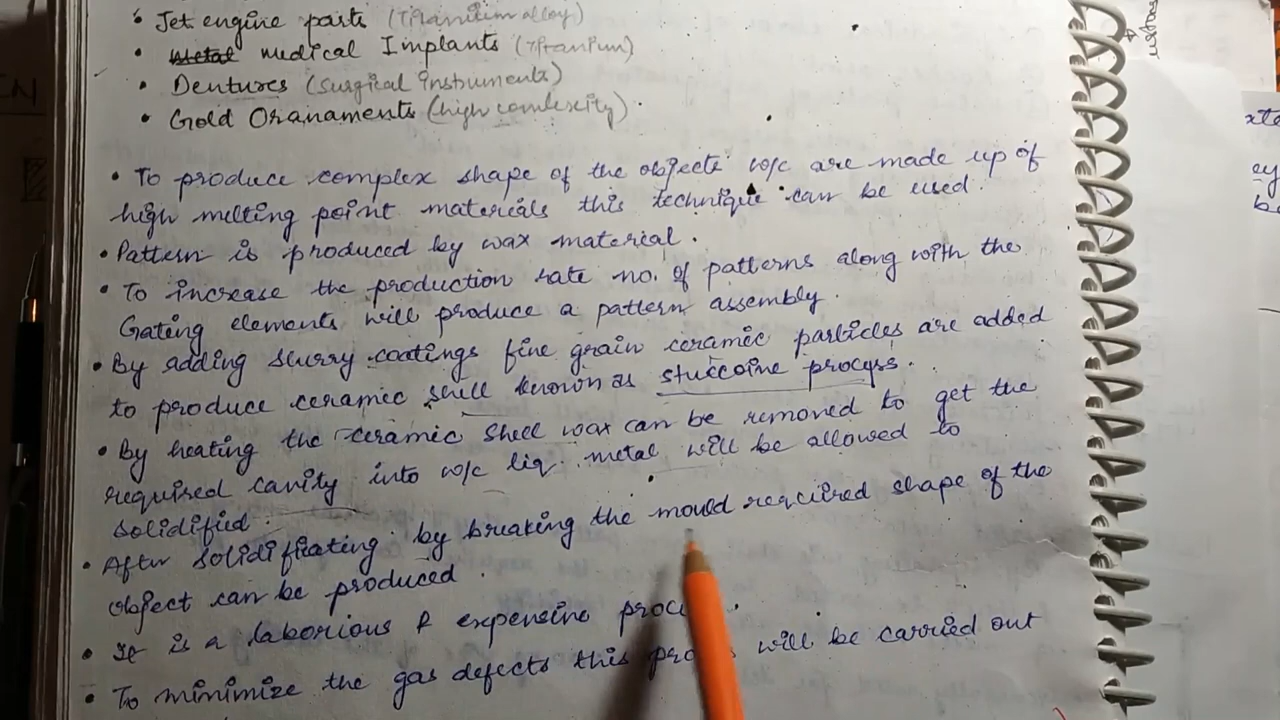 • Jet engine parts (Titanium alloy)
• Metal medical Implants (Titanium)
• Dentures (Surgical instruments)
• Gold Oranaments (high comlexity)
• To produce complex shape of the objects w/c are made up of
high melting point materials this technique can be used.
• Pattern is produced by wax material.
• To increase the production rate no. of patterns along with the
Gating elements will produce a pattern assembly.
• By adding slurry coatings fine grain ceramic particles are added
to produce ceramic shell known as stuccoine process.
• By heating the ceramic shell wax can be removed to get the
required cavity into w/c liq. metal will be allowed to
solidified.
• After solidificating by breaking the mould required shape of the
object can be produced.
• It is a laborious & expensive
• To minimize the gas defects this will be carried out